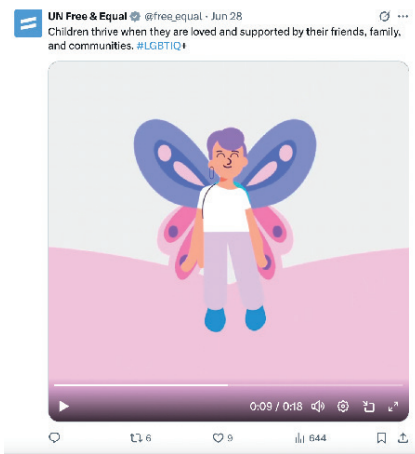 UN Free & Equal @free_equal · Jun 28
Children thrive when they are loved and supported by their friends, family,
and communities. #LGBTIQ+
0:09 / 0:18
6 9 644